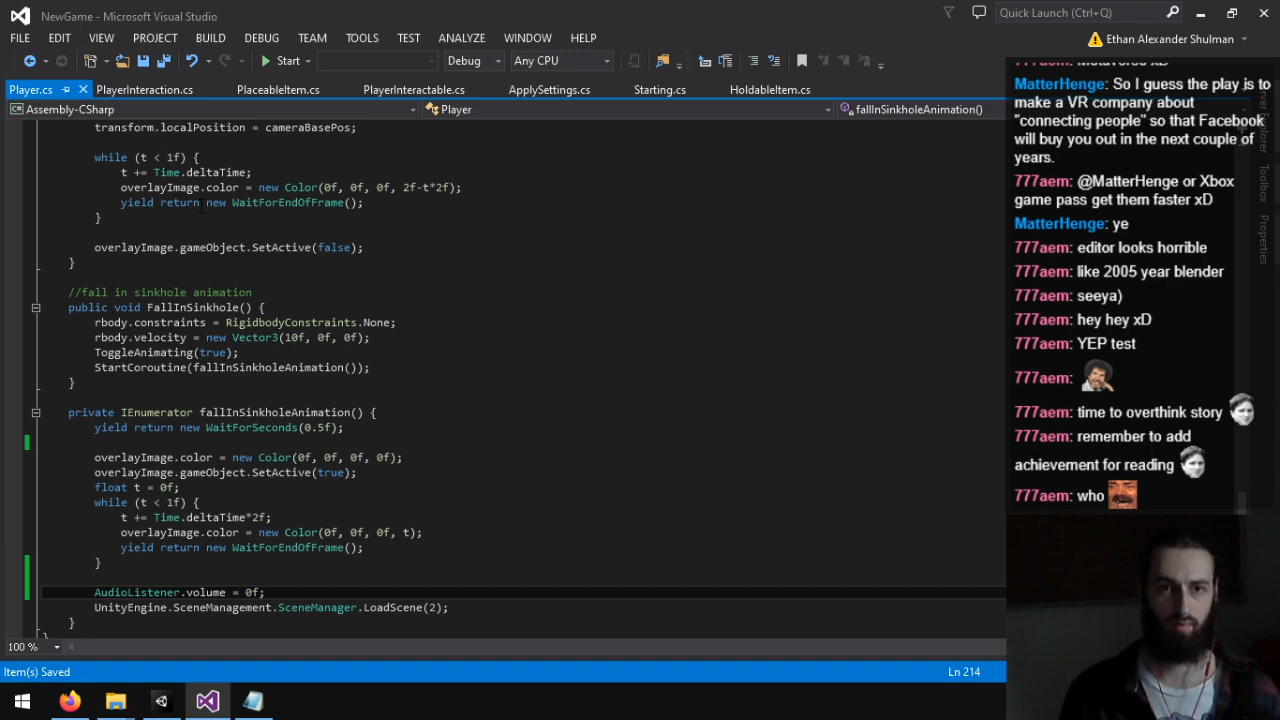 NewGame - Microsoft Visual Studio
Quick Launch (Ctrl+Q)
FILE EDIT VIEW PROJECT BUILD DEBUG TEAM TOOLS TEST ANALYZE WINDOW HELP
Ethan Alexander Shulman
Start
Debug
Any CPU
Player.cs
PlayerInteraction.cs
PlaceableItem.cs
PlayerInteractable.cs
ApplySettings.cs
Starting.cs
HoldableItem.cs
Assembly-CSharp
Player
fallInSinkholeAnimation()
transform.localPosition = cameraBasePos;
while (t < 1f) {
t += Time.deltaTime;
overlayImage.color = new Color(0f, 0f, 0f, 2f-t*2f);
yield return new WaitForEndOfFrame();
}
overlayImage.gameObject.SetActive(false);
}
//fall in sinkhole animation
public void FallInSinkhole() {
rbody.constraints = RigidbodyConstraints.None;
rbody.velocity = new Vector3(10f, 0f, 0f);
ToggleAnimating(true);
StartCoroutine(fallInSinkholeAnimation());
}
private IEnumerator fallInSinkholeAnimation() {
yield return new WaitForSeconds(0.5f);
overlayImage.color = new Color(0f, 0f, 0f, 0f);
overlayImage.gameObject.SetActive(true);
float t = 0f;
while (t < 1f) {
t += Time.deltaTime*2f;
overlayImage.color = new Color(0f, 0f, 0f, t);
yield return new WaitForEndOfFrame();
}
AudioListener.volume = 0f;
UnityEngine.SceneManagement.SceneManager.LoadScene(2);
}
100 %
Item(s) Saved
Ln 214
777aem: Metaverse xD
MatterHenge: So I guess the play is to
make a VR company about
"connecting people" so that Facebook
will buy you out in the next couple of
years.
777aem: @MatterHenge or Xbox
game pass get them faster xD
MatterHenge: ye
777aem: editor looks horrible
777aem: like 2005 year blender
777aem: seeya)
777aem: hey hey xD
777aem: YEP test
777aem:
777aem: time to overthink story
777aem: remember to add
achievement for reading
777aem: who
Toolbox
Properties